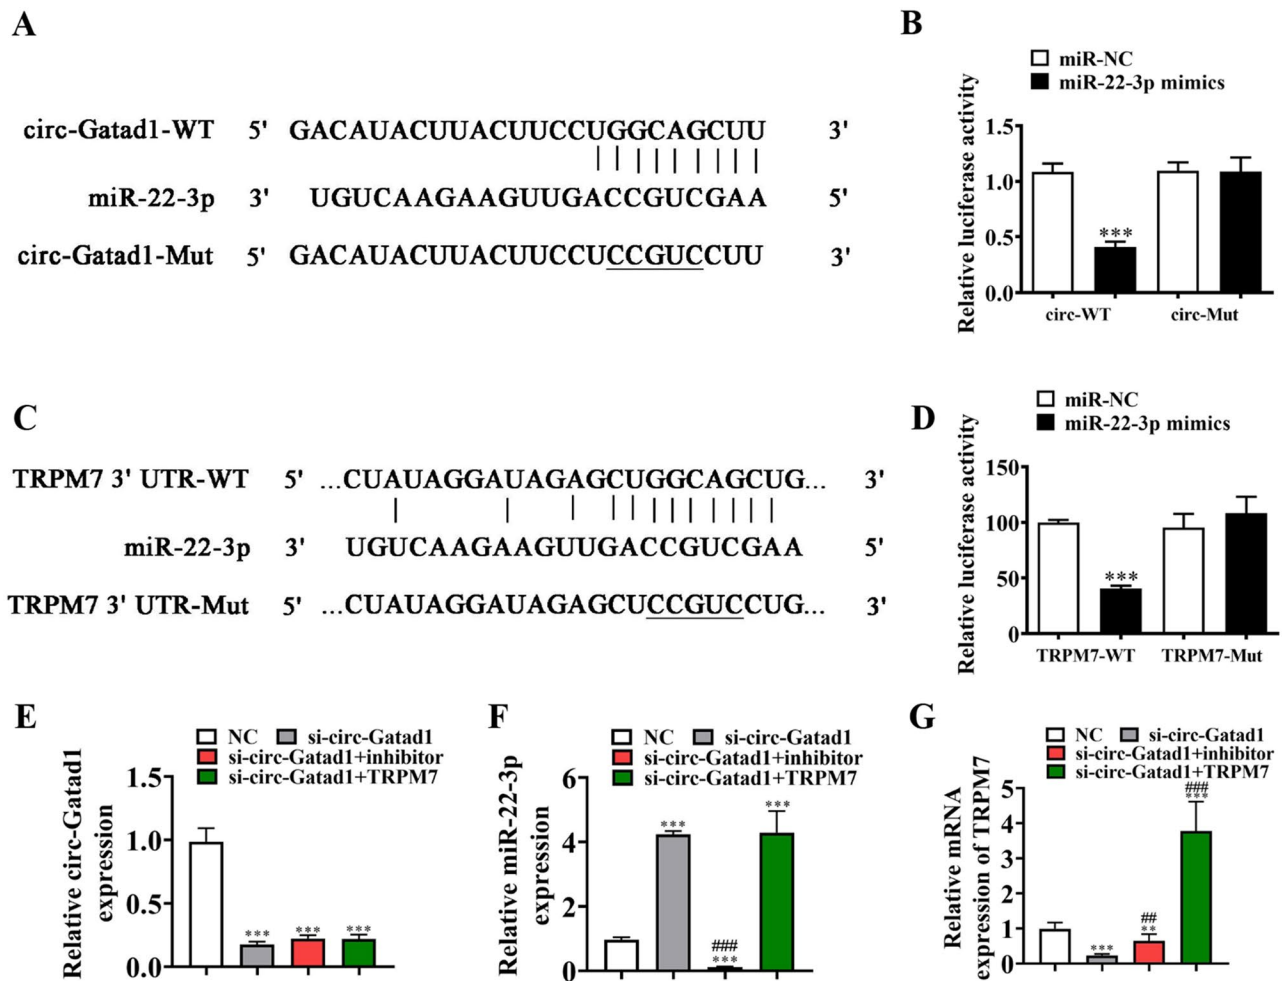 A
circ-Gatad1-WT 5' GACAUACUUACUUCCUGGCAGCUU 3'
miR-22-3p 3' UGUCAAGAAGUUGACCGUCGAA 5'
circ-Gatad1-Mut 5' GACAUACUUACUUCCUCCGUCCUU 3'
B
miR-NC
miR-22-3p mimics
Relative luciferase activity
1.5
1.0
0.5
0.0
***
circ-WT circ-Mut
C
TRPM7 3' UTR-WT 5' ...CUAUAGGAUAGAGCUGGCAGCUG... 3'
miR-22-3p 3' UGUCAAGAAGUUGACCGUCGAA 5'
TRPM7 3' UTR-Mut 5' ...CUAUAGGAUAGAGCUCCGUCCUG... 3'
D
miR-NC
miR-22-3p mimics
Relative luciferase activity
150
100
50
0
***
TRPM7-WT TRPM7-Mut
E
NC si-circ-Gatad1
si-circ-Gatad1+inhibitor
si-circ-Gatad1+TRPM7
Relative circ-Gatad1
expression
1.5
1.0
0.5
0.0
*** *** ***
F
NC si-circ-Gatad1
si-circ-Gatad1+inhibitor
si-circ-Gatad1+TRPM7
Relative miR-22-3p
expression
6
4
2
0
***
###
***
***
G
NC si-circ-Gatad1
si-circ-Gatad1+inhibitor
si-circ-Gatad1+TRPM7
Relative mRNA
expression of TRPM7
5
4
3
2
1
0
***
##
**
###
***